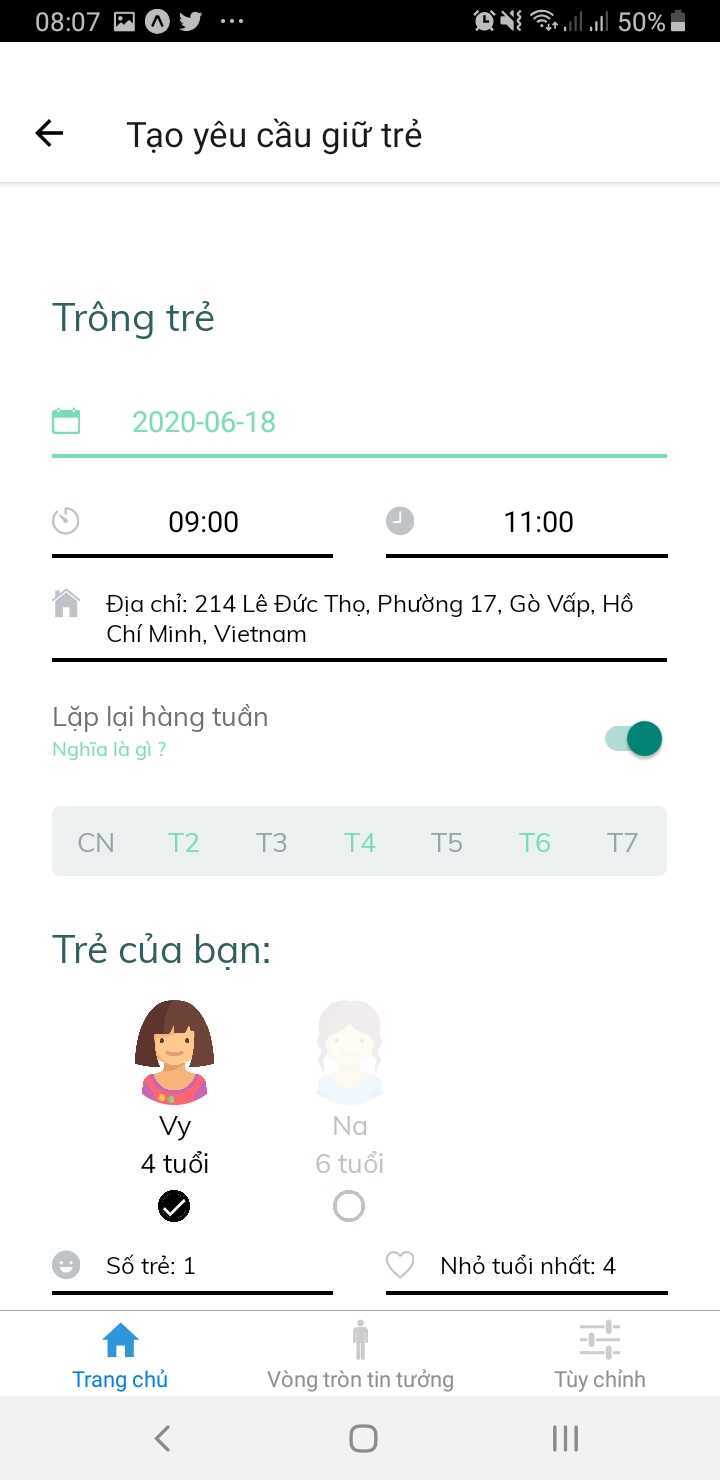 08:07
50%
Tạo yêu cầu giữ trẻ
Trông trẻ
2020-06-18
09:00 11:00
Địa chỉ: 214 Lê Đức Thọ, Phường 17, Gò Vấp, Hồ
Chí Minh, Vietnam
Lặp lại hàng tuần
Nghĩa là gì ?
CN T2 T3 T4 T5 T6 T7
Trẻ của bạn:
Vy Na
4 tuổi 6 tuổi
Số trẻ: 1 Nhỏ tuổi nhất: 4
Trang chủ Vòng tròn tin tưởng Tùy chỉnh